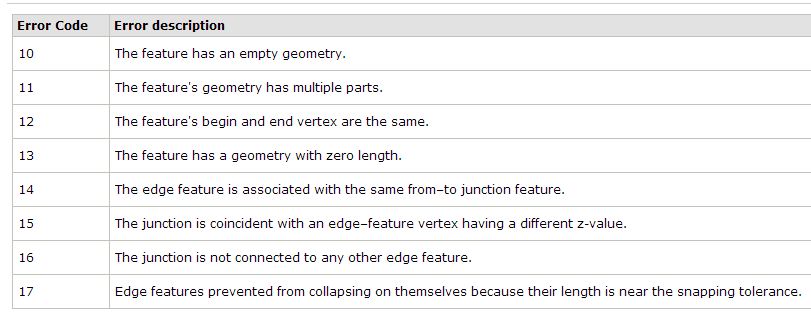 Error Code Error description
10 The feature has an empty geometry.
11 The feature's geometry has multiple parts.
12 The feature's begin and end vertex are the same.
13 The feature has a geometry with zero length.
14 The edge feature is associated with the same from–to junction feature.
15 The junction is coincident with an edge–feature vertex having a different z-value.
16 The junction is not connected to any other edge feature.
17 Edge features prevented from collapsing on themselves because their length is near the snapping tolerance.